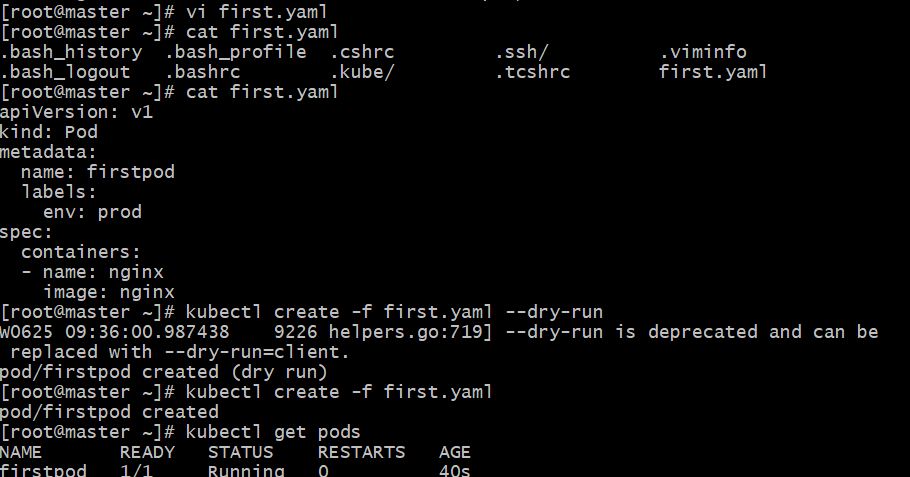 [root@master ~]# vi first.yaml
[root@master ~]# cat first.yaml
.bash_history  .bash_profile  .cshrc         .ssh/          .viminfo
.bash_logout   .bashrc        .kube/         .tcshrc        first.yaml
[root@master ~]# cat first.yaml
apiVersion: v1
kind: Pod
metadata:
  name: firstpod
  labels:
    env: prod
spec:
  containers:
  - name: nginx
    image: nginx
[root@master ~]# kubectl create -f first.yaml --dry-run
W0625 09:36:00.987438    9226 helpers.go:719] --dry-run is deprecated and can be
 replaced with --dry-run=client.
pod/firstpod created (dry run)
[root@master ~]# kubectl create -f first.yaml
pod/firstpod created
[root@master ~]# kubectl get pods
NAME       READY   STATUS    RESTARTS   AGE
firstpod   1/1     Running   0          40s